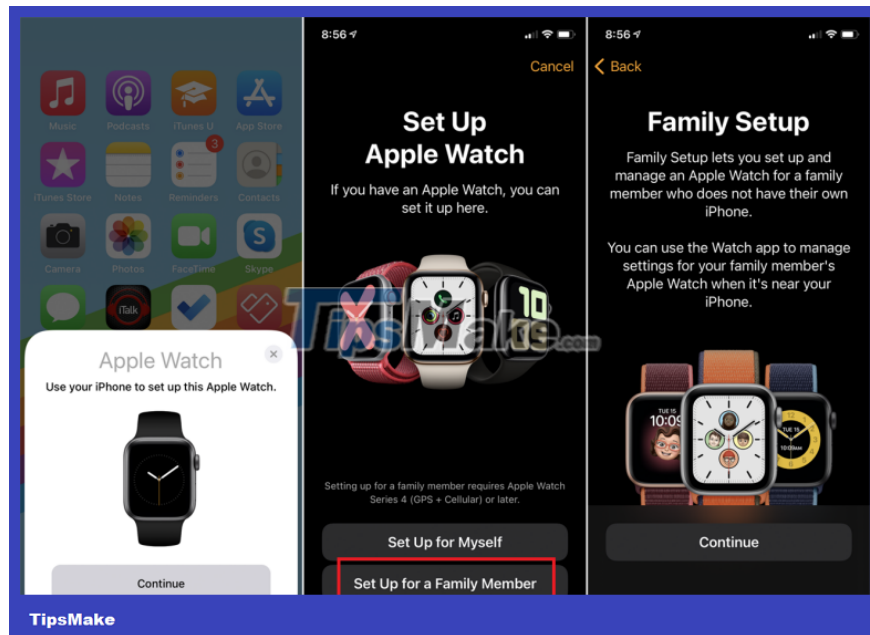 Music
Podcasts
iTunes U
App Store
3
iTunes Store
Notes
Reminders
Contacts
Camera
Photos
FaceTime
Skype
iTalk
Apple Watch
Use your iPhone to set up this Apple Watch.
Continue
8:56
Cancel
Set Up
Apple Watch
If you have an Apple Watch, you can
set it up here.
10
Setting up for a family member requires Apple Watch
Series 4 (GPS + Cellular) or later.
Set Up for Myself
Set Up for a Family Member
8:56
Back
Family Setup
Family Setup lets you set up and
manage an Apple Watch for a family
member who does not have their own
iPhone.
You can use the Watch app to manage
settings for your family member's
Apple Watch when it's near your
iPhone.
TUE 15
10:09
TUE 15
10:09AM
Continue
TipsMake.com
TipsMake